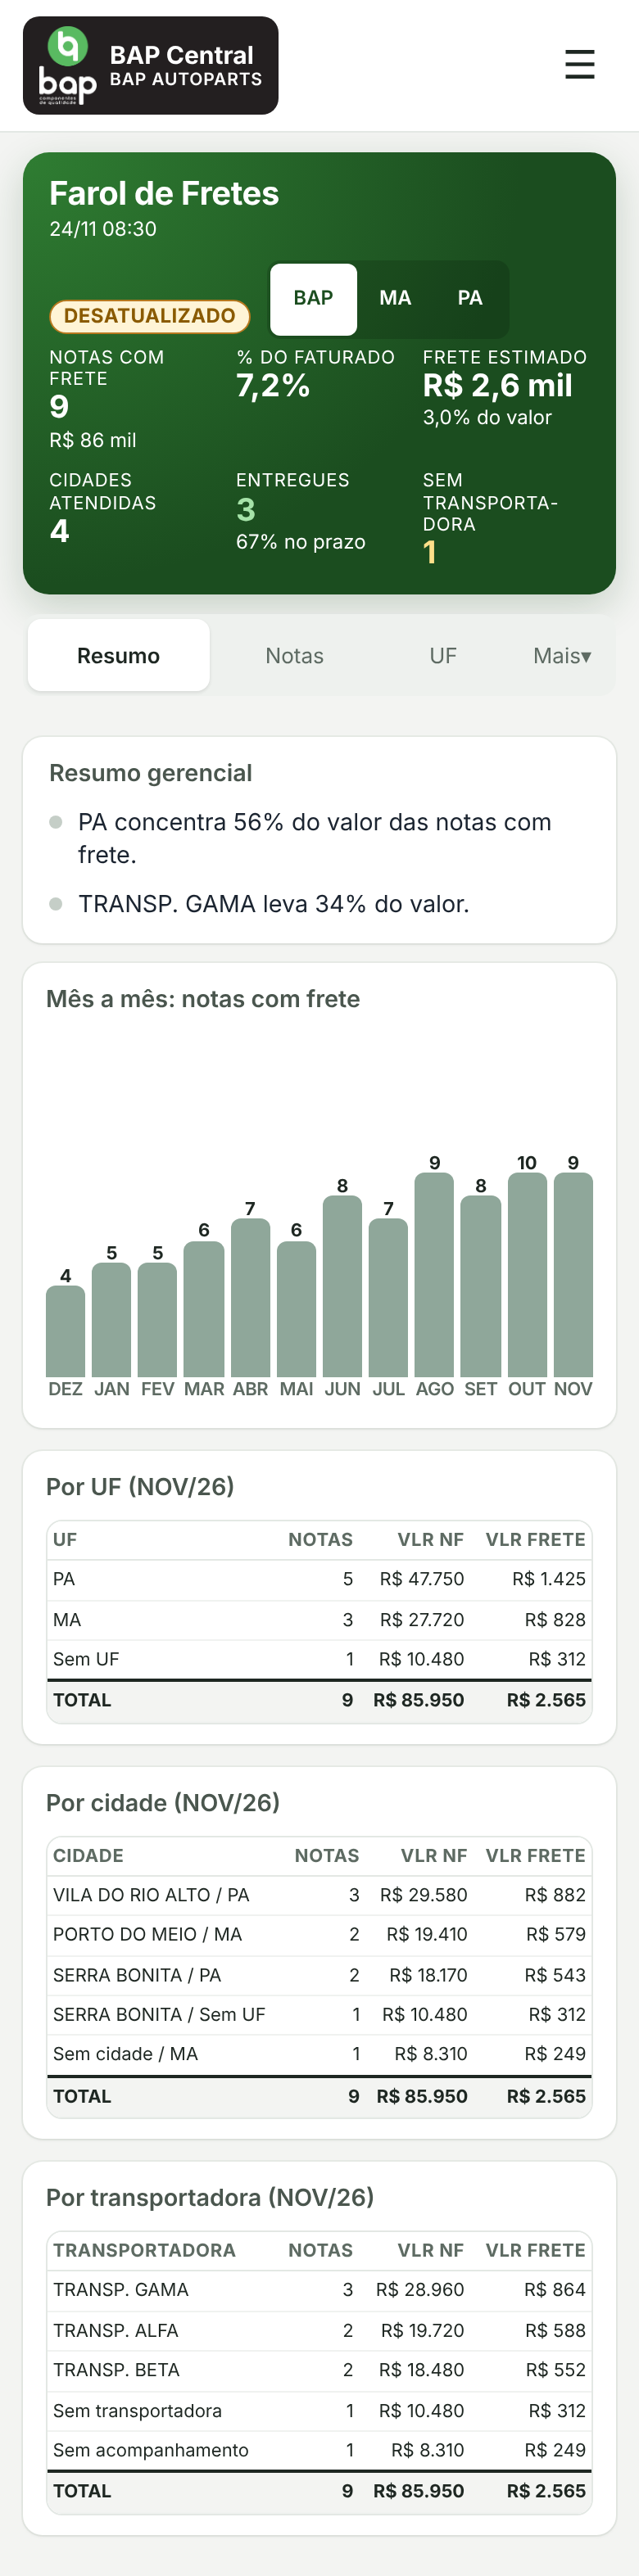 bap
componentes
de qualidade
BAP Central
BAP AUTOPARTS
☰
Farol de Fretes
24/11 08:30
DESATUALIZADO
BAP MA PA
NOTAS COM
FRETE
9
R$ 86 mil
% DO FATURADO
7,2%
FRETE ESTIMADO
R$ 2,6 mil
3,0% do valor
CIDADES
ATENDIDAS
4
ENTREGUES
3
67% no prazo
SEM
TRANSPORTA-
DORA
1
Resumo Notas UF Mais▾
Resumo gerencial
PA concentra 56% do valor das notas com
frete.
TRANSP. GAMA leva 34% do valor.
Mês a mês: notas com frete
4 5 5 6 7 6 8 7 9 8 10 9
DEZ JAN FEV MAR ABR MAI JUN JUL AGO SET OUT NOV
Por UF (NOV/26)
UF NOTAS VLR NF VLR FRETE
PA 5 R$ 47.750 R$ 1.425
MA 3 R$ 27.720 R$ 828
Sem UF 1 R$ 10.480 R$ 312
TOTAL 9 R$ 85.950 R$ 2.565
Por cidade (NOV/26)
CIDADE NOTAS VLR NF VLR FRETE
VILA DO RIO ALTO / PA 3 R$ 29.580 R$ 882
PORTO DO MEIO / MA 2 R$ 19.410 R$ 579
SERRA BONITA / PA 2 R$ 18.170 R$ 543
SERRA BONITA / Sem UF 1 R$ 10.480 R$ 312
Sem cidade / MA 1 R$ 8.310 R$ 249
TOTAL 9 R$ 85.950 R$ 2.565
Por transportadora (NOV/26)
TRANSPORTADORA NOTAS VLR NF VLR FRETE
TRANSP. GAMA 3 R$ 28.960 R$ 864
TRANSP. ALFA 2 R$ 19.720 R$ 588
TRANSP. BETA 2 R$ 18.480 R$ 552
Sem transportadora 1 R$ 10.480 R$ 312
Sem acompanhamento 1 R$ 8.310 R$ 249
TOTAL 9 R$ 85.950 R$ 2.565